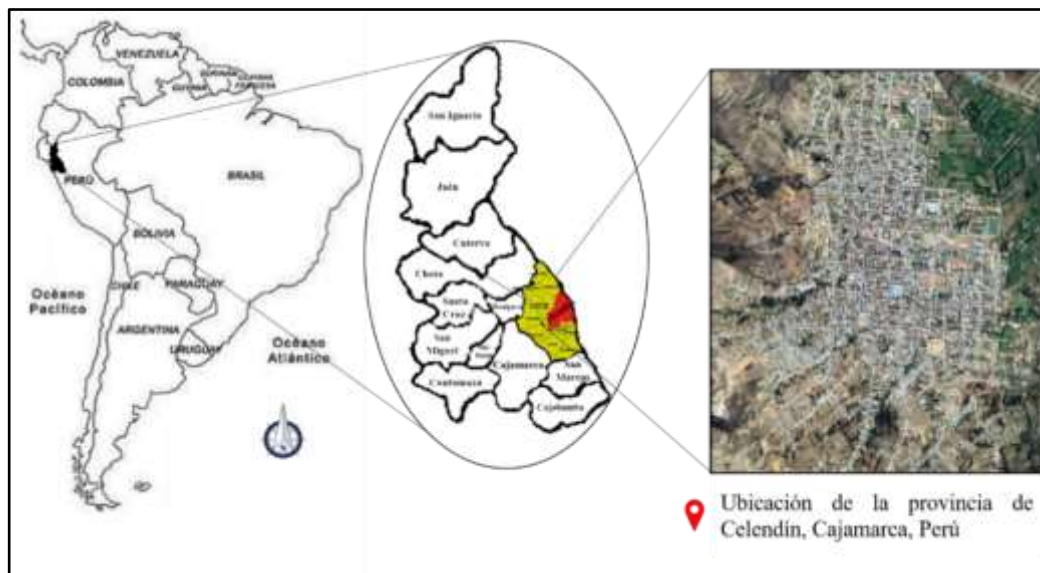 VENEZUELA
COLOMBIA
GUYANA
PERÚ
BRASIL
BOLIVIA
PARAGUAY
CHILE
ARGENTINA
URUGUAY
Océano
Pacífico
Océano
Atlántico
San Ignacio
Jaén
Cutervo
Chota
Santa
Cruz
San
Miguel
Contumazá
Cajamarca
San
Marcos
Cajabamba
Ubicación de la provincia de
Celendín, Cajamarca, Perú